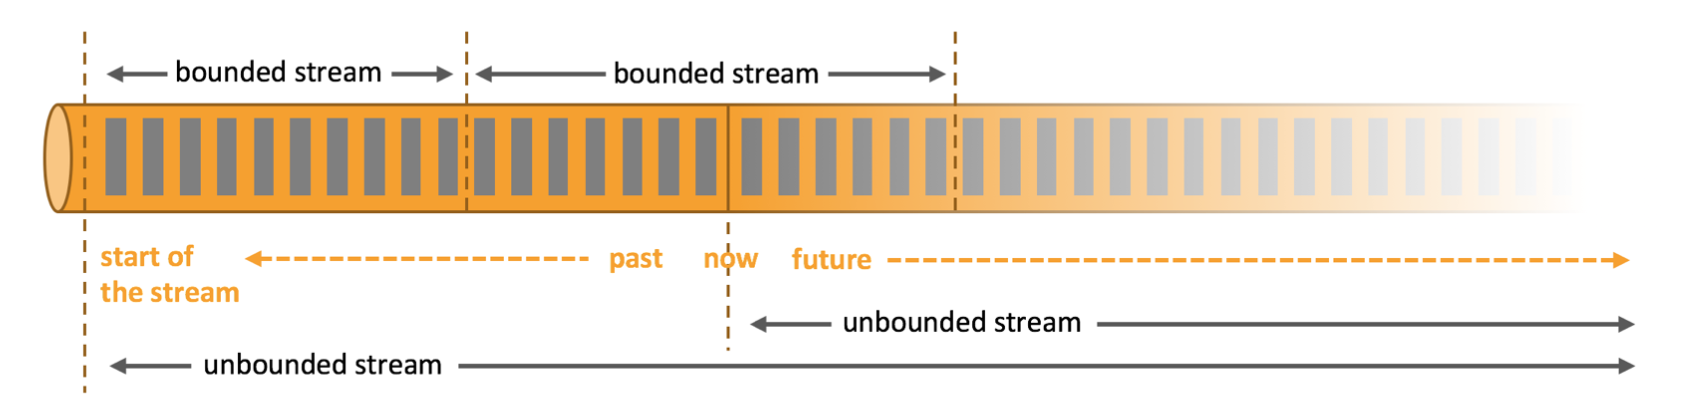 bounded stream
bounded stream
start of
the stream
past
now
future
unbounded stream
unbounded stream